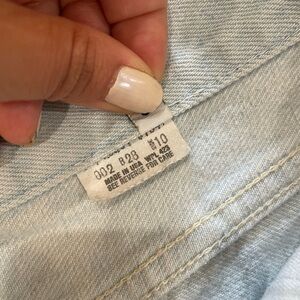 002 828 10
MADE IN USA WPL 423
SEE REVERSE FOR CARE